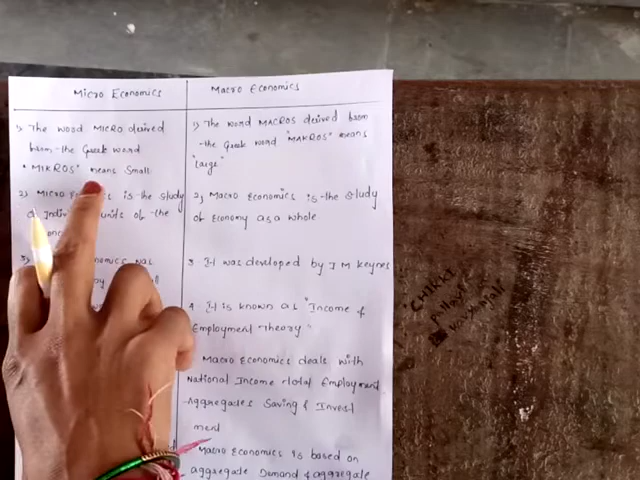 Micro Economics
1) The word MICRO derived
from the Greek word
"MIKROS" means Small
2) Micro is the study
of units of the
3)
Macro Economics
1) The word MACROS derived from
the Greek word "MAKROS" means
"large"
2) Macro Economics is the study
of Economy as a whole
3. It was developed by J M Keynes
4. It is known as "Income &
Employment Theory"
Macro Economics deals with
National Income, total Employment
Aggregates Saving & Invest
ment
Macro Economics is based on
aggregate Demand & aggregate
CHIKKI